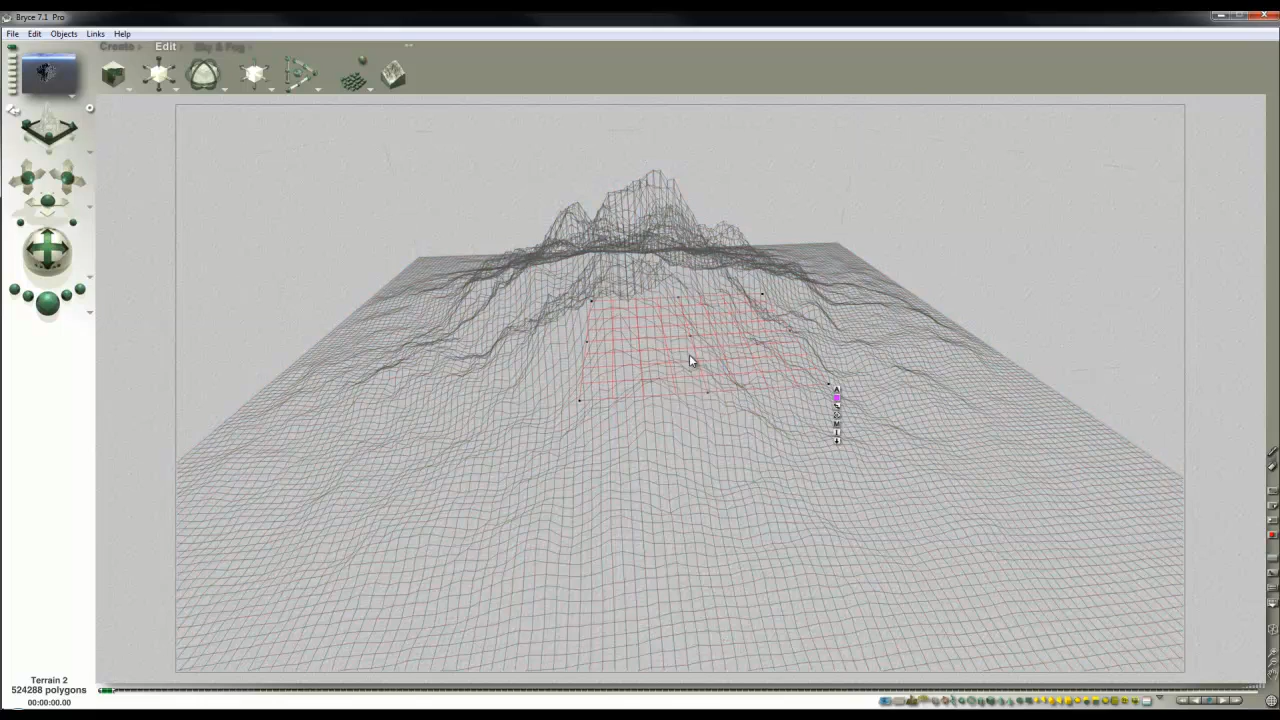 Bryce 7.1 Pro
File Edit Objects Links Help
Create Edit Sky & Fog
A
M
Terrain 2
524288 polygons
00:00:00.00